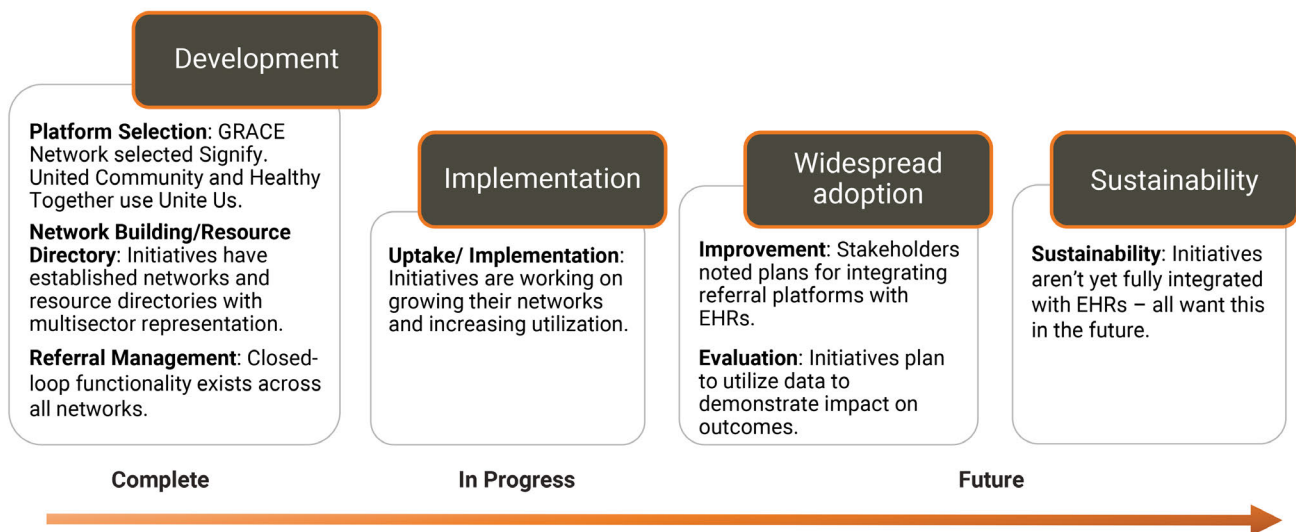 Development
Platform Selection: GRACE
Network selected Signify.
United Community and Healthy
Together use Unite Us.
Network Building/Resource
Directory: Initiatives have
established networks and
resource directories with
multisector representation.
Referral Management: Closed-
loop functionality exists across
all networks.
Implementation
Uptake/ Implementation:
Initiatives are working on
growing their networks
and increasing utilization.
Widespread
adoption
Improvement: Stakeholders
noted plans for integrating
referral platforms with
EHRs.
Evaluation: Initiatives plan
to utilize data to
demonstrate impact on
outcomes.
Sustainability
Sustainability: Initiatives
aren’t yet fully integrated
with EHRs – all want this
in the future.
Complete
In Progress
Future